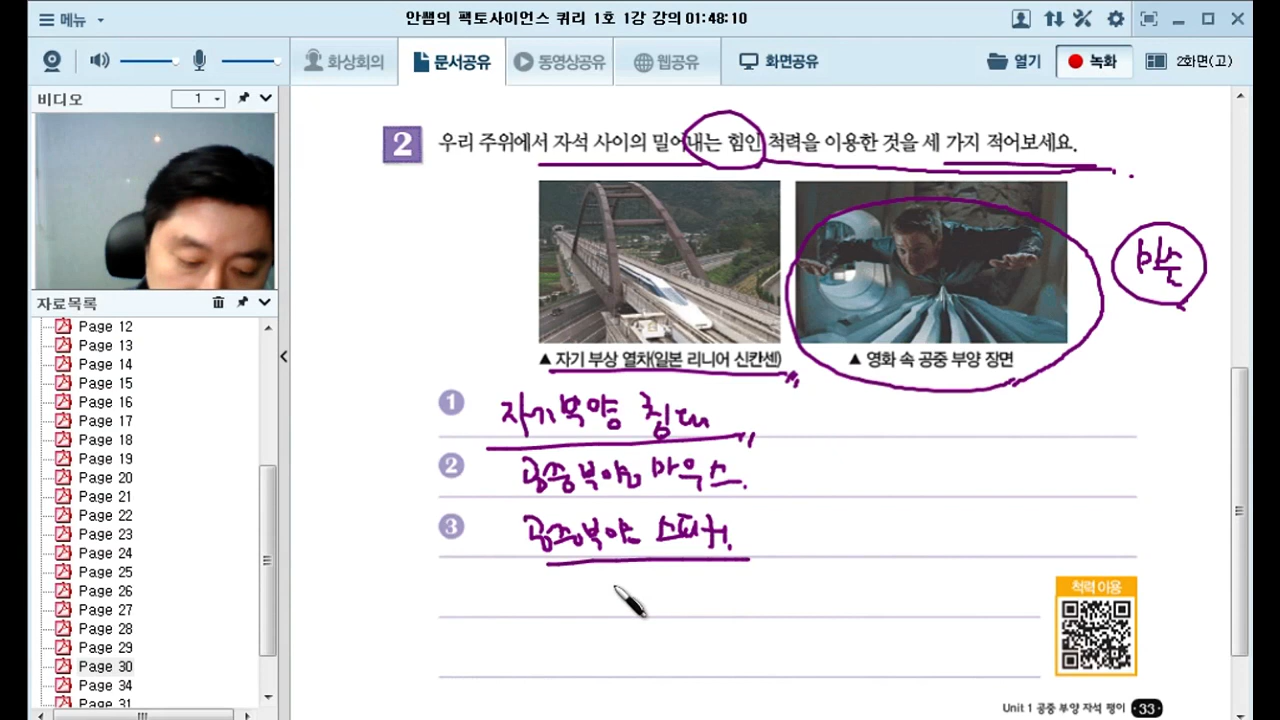 메뉴
안쌤의 팩토사이언스 쿼리 1호 1강 강의01:48:10
화상회의 문서공유 동영상공유 웹공유 화면공유 열기 녹화 2화면(고)
비디오 1
2 우리 주위에서 자석 사이의 밀어내는 힘인 척력을 이용한 것을 세 가지 적어보세요.
마술
▲ 자기 부상 열차(일본 리니어 신칸센) ▲ 영화 속 공중 부양 장면
자료목록
Page 12
Page 13
Page 14
Page 15
Page 16
Page 17
Page 18
Page 19
Page 20
Page 21
Page 22
Page 23
Page 24
Page 25
Page 26
Page 27
Page 28
Page 29
Page 30
Page 34
Page 31
1 자기부양 침대
2 공중부양 마우스.
3 공중부양 스피커.
척력 이용
Unit 1 공중 부양 자석 팽이 33